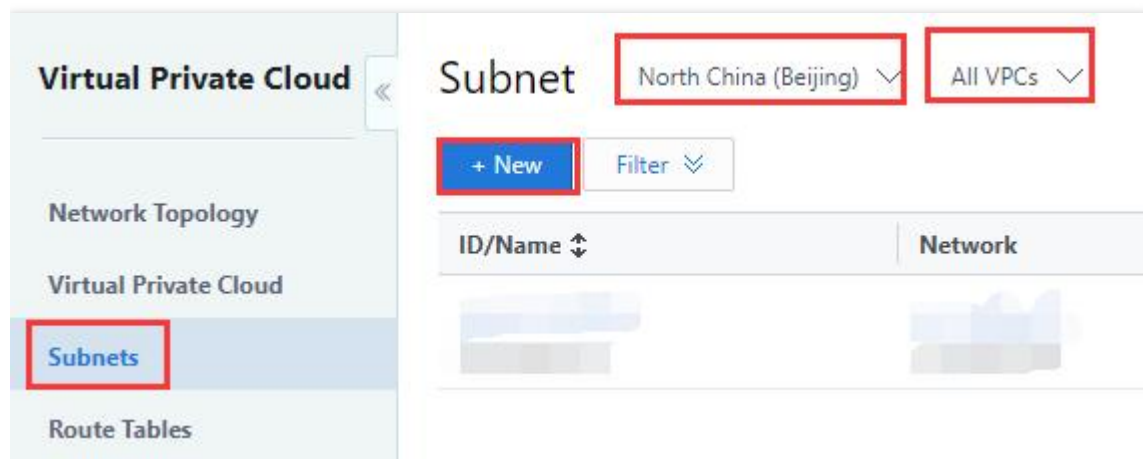 Virtual Private Cloud
Network Topology
Virtual Private Cloud
Subnets
Route Tables
Subnet North China (Beijing) All VPCs
+ New Filter
ID/Name Network